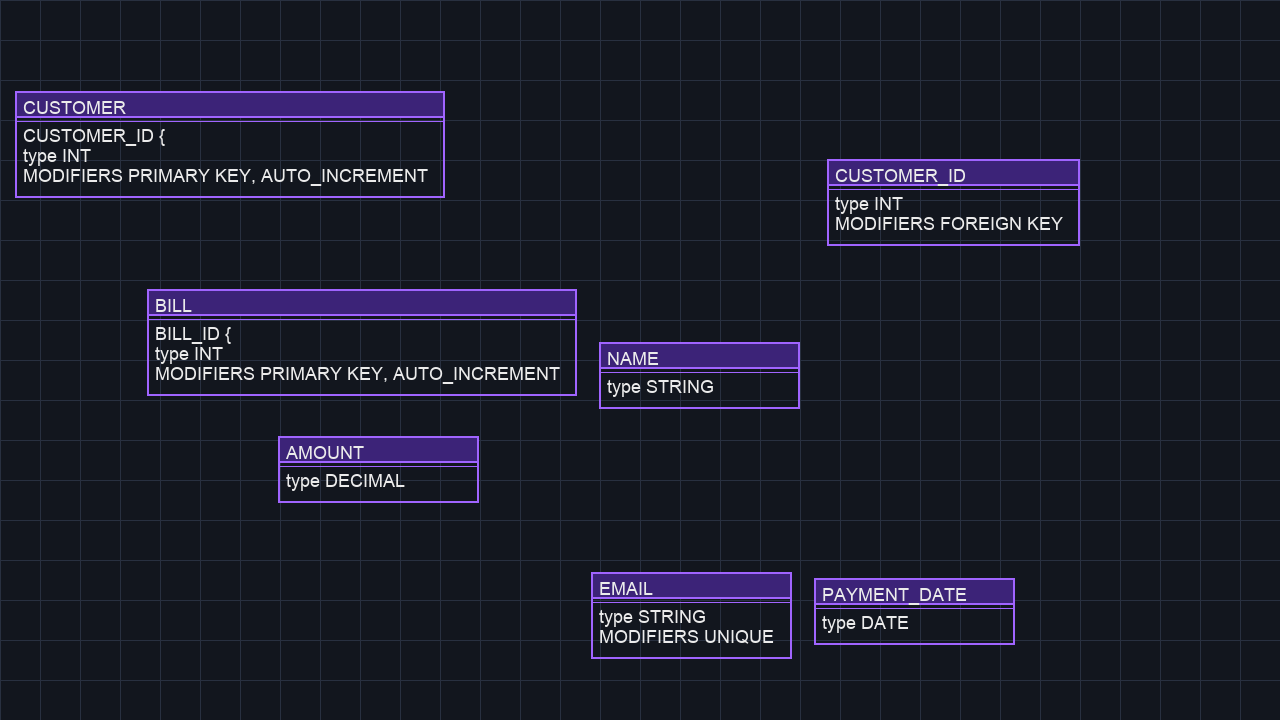 CUSTOMER
CUSTOMER_ID {
type INT
MODIFIERS PRIMARY KEY, AUTO_INCREMENT
CUSTOMER_ID
type INT
MODIFIERS FOREIGN KEY
BILL
BILL_ID {
type INT
MODIFIERS PRIMARY KEY, AUTO_INCREMENT
NAME
type STRING
AMOUNT
type DECIMAL
EMAIL
type STRING
MODIFIERS UNIQUE
PAYMENT_DATE
type DATE